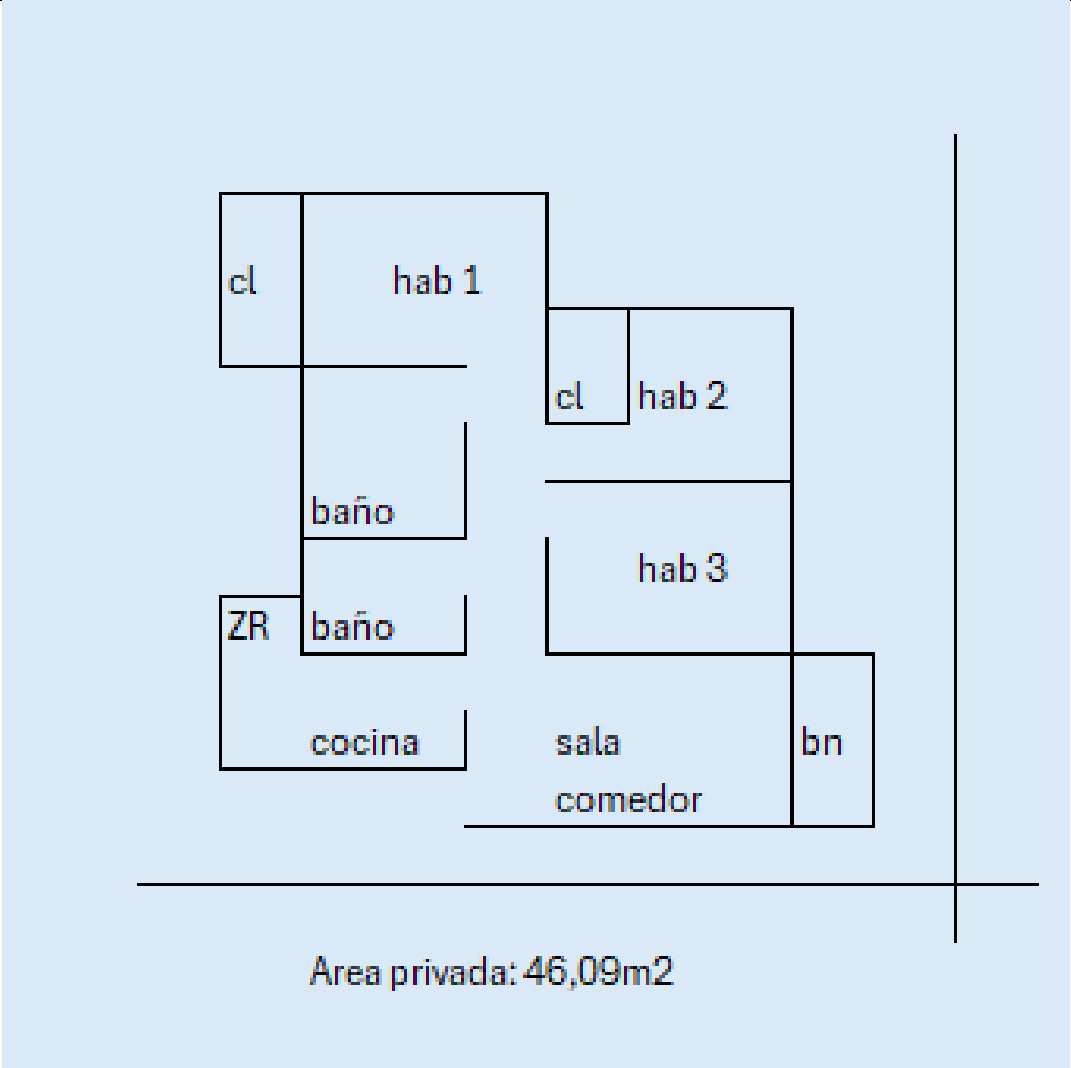 cl
hab 1
cl
hab 2
baño
hab 3
ZR
baño
cocina
sala
bn
comedor
Area privada: 46,09m2